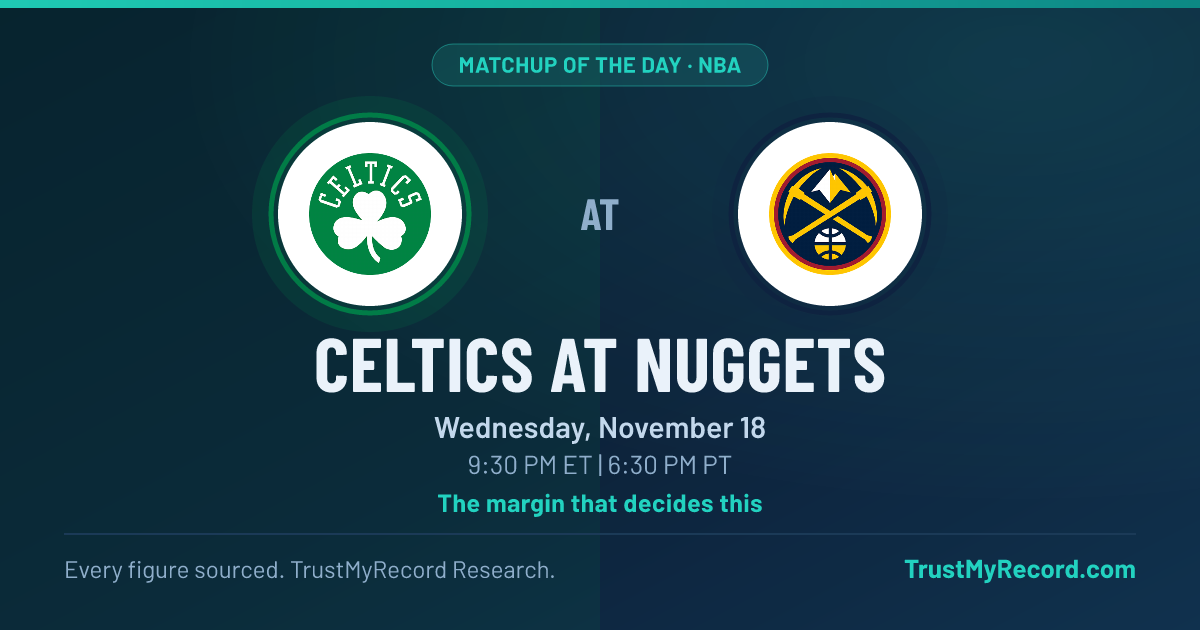 MATCHUP OF THE DAY · NBA
CELTICS
AT
CELTICS AT NUGGETS
Wednesday, November 18
9:30 PM ET | 6:30 PM PT
The margin that decides this
Every figure sourced. TrustMyRecord Research.
TrustMyRecord.com